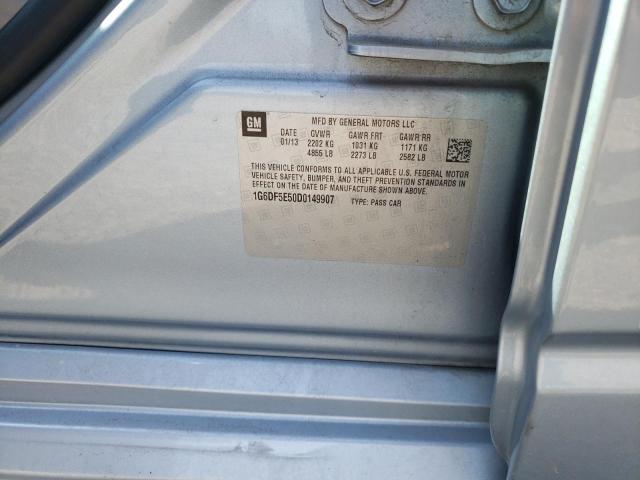 GM
MFD BY GENERAL MOTORS LLC
DATE GVWR GAWR FRT GAWR RR
01/13 2202 KG 1031 KG 1171 KG
4855 LB 2273 LB 2582 LB
THIS VEHICLE CONFORMS TO ALL APPLICABLE U.S. FEDERAL MOTOR
VEHICLE SAFETY, BUMPER, AND THEFT PREVENTION STANDARDS IN
EFFECT ON THE DATE OF MANUFACTURE SHOWN ABOVE.
1G6DF5E50D0149907 TYPE: PASS CAR